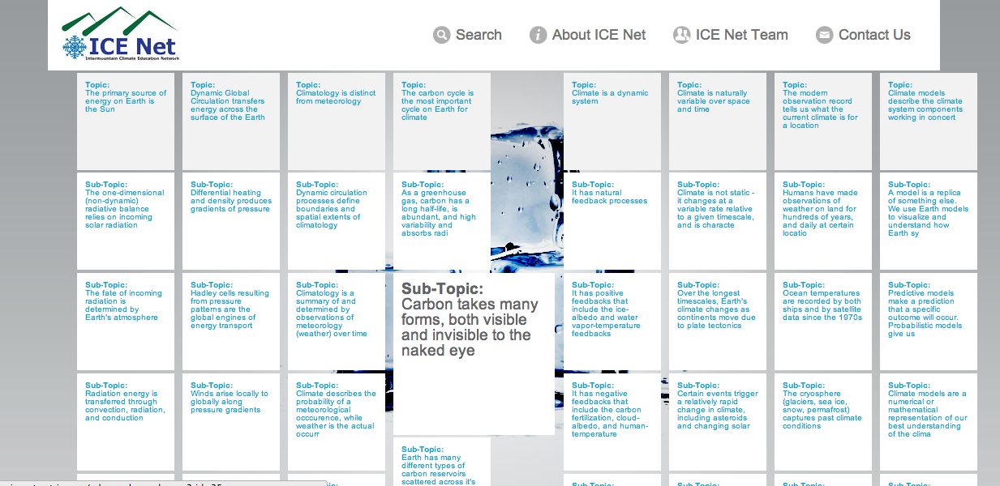 ICE Net
Intermountain Climate Education Network
Search
About ICE Net
ICE Net Team
Contact Us
Topic:
The primary source of
energy on Earth is
the Sun
Topic:
Dynamic Global
Circulation transfers
energy across the
surface of the Earth
Topic:
Climatology is distinct
from meteorology
Topic:
The carbon cycle is
the most important
cycle on Earth for
climate
Topic:
Climate is a dynamic
system
Topic:
Climate is naturally
variable over space
and time
Topic:
The modern
observation record
tells us what the
current climate is for
a location
Topic:
Climate models
describe the climate
system components
working in concert
Sub-Topic:
The one-dimensional
(non-dynamic)
radiative balance
relies on incoming
solar radiation
Sub-Topic:
Differential heating
and density produces
gradients of pressure
Sub-Topic:
Dynamic circulation
processes define
boundaries and
spatial extents of
climatology
Sub-Topic:
As a greenhouse
gas, carbon has a
long half-life, is
abundant, and high
variability and
absorbs radi
Sub-Topic:
It has natural
feedback processes
Sub-Topic:
Climate is not static -
it changes at a
variable rate relative
to a given timescale,
and is characte
Sub-Topic:
Humans have made
observations of
weather on land for
hundreds of years,
and daily at certain
locatio
Sub-Topic:
A model is a replica
of something else.
We use Earth models
to visualize and
understand how
Earth sy
Sub-Topic:
The fate of incoming
radiation is
determined by
Earth's atmosphere
Sub-Topic:
Hadley cells resulting
from pressure
patterns are the
global engines of
energy transport
Sub-Topic:
Climatology is a
summary of and
determined by
observations of
meteorology
(weather) over time
Sub-Topic:
Carbon takes many
forms, both visible
and invisible to the
naked eye
Sub-Topic:
It has positive
feedbacks that
include the ice-
albedo and water
vapor-temperature
feedbacks
Sub-Topic:
Over the longest
timescales, Earth's
climate changes as
continents move due
to plate tectonics
Sub-Topic:
Ocean temperatures
are recorded by both
ships and by satellite
data since the 1970s
Sub-Topic:
Predictive models
make a prediction
that a specific
outcome will occur.
Probabilistic models
give us
Sub-Topic:
Radiation energy is
transferred through
convection, radiation,
and conduction
Sub-Topic:
Winds arise locally to
globally along
pressure gradients
Sub-Topic:
Climate describes the
probability of a
meteorological
occcurence, while
weather is the actual
occurr
Sub-Topic:
It has negative
feedbacks that
include the carbon
fertilization, cloud-
albedo, and human-
temperature
Sub-Topic:
Certain events trigger
a relatively rapid
change in climate,
including asteroids
and changing solar
Sub-Topic:
The cryosphere
(glaciers, sea ice,
snow, permafrost)
captures past climate
conditions
Sub-Topic:
Climate models are a
numerical or
mathematical
representation of our
best understanding
of the clima
Sub-Topic:
Earth has many
different types of
carbon reservoirs
scattered across it's